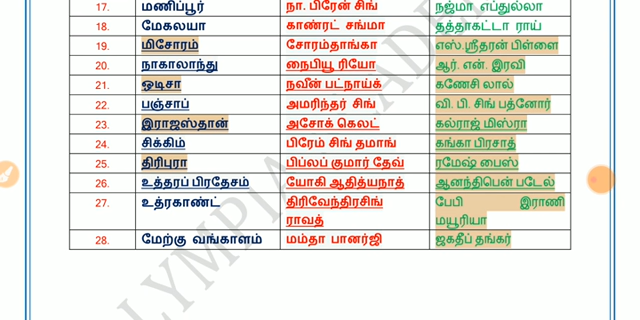 17. மணிப்பூர் நா. பிரேன் சிங் நஜ்மா எப்துல்லா
18. மேகலயா காண்ரட் சங்மா தத்தாகட்டா ராய்
19. மிசோரம் சோரம்தாங்கா எஸ்.ஸ்ரீதரன் பிள்ளை
20. நாகாலாந்து நைபியூ ரியோ ஆர். என். இரவி
21. ஒடிசா நவீன் பட்நாய்க் கணேசி லால்
22. பஞ்சாப் அமரிந்தர் சிங் வி. பி. சிங் பத்னோர்
23. இராஜஸ்தான் அசோக் கெலட் கல்ராஜ் மிஸ்ரா
24. சிக்கிம் பிரேம் சிங் தமாங் கங்கா பிரசாத்
25. திரிபுரா பிப்லப் குமார் தேவ் ரமேஷ் பைஸ்
26. உத்தரப் பிரதேசம் யோகி ஆதித்யநாத் ஆனந்திபென் படேல்
27. உத்ரகாண்ட் திரிவேந்திரசிங் பேபி இராணி
ராவத் மயூரியா
28. மேற்கு வங்காளம் மம்தா பானர்ஜி ஜகதீப் தங்கர்